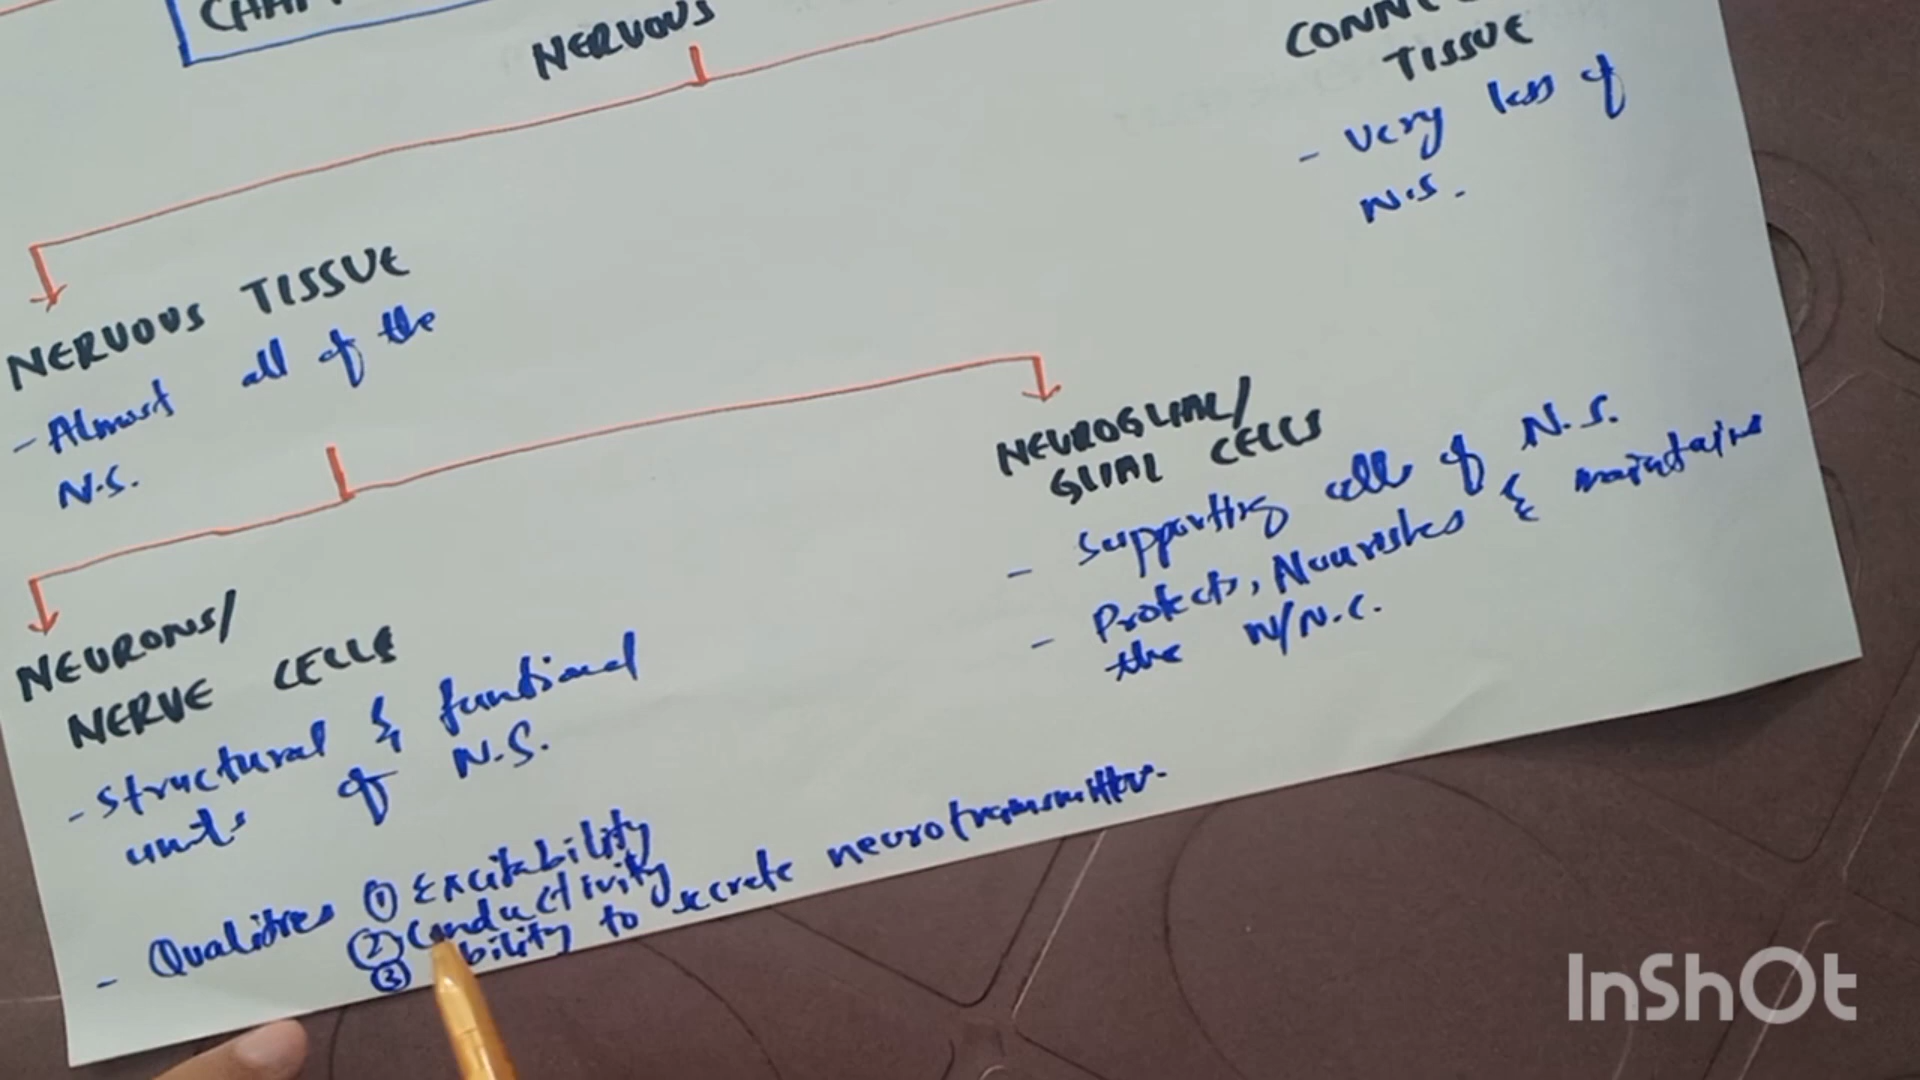 NERVOUS
TISSUE
- Very less of
N.S.
NERVOUS TISSUE
- Almost all of the
N.S.
NEUROGLIAL/
GLIAL CELLS
- Supporting cells of N.S.
- Protects, Nourishes & maintains
the N/N.C.
NEURONS/
NERVE CELLS
- Structural & functional
units of N.S.
- Qualities ① Excitability
② Conductivity
③ bility to secrete neurotransmitter.
InShOt